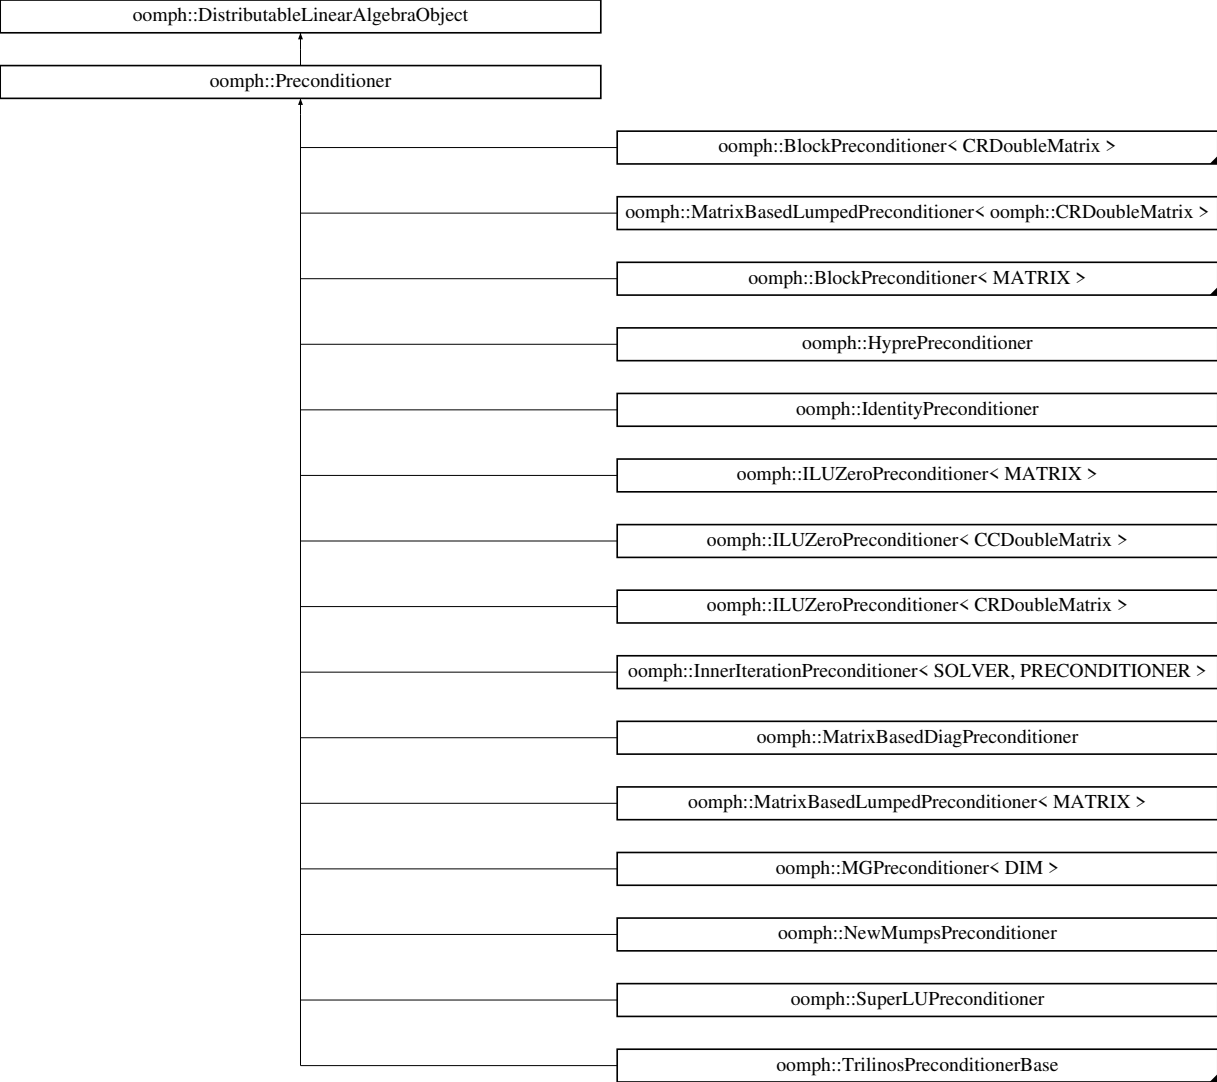 oomph::DistributableLinearAlgebraObject
oomph::Preconditioner
oomph::BlockPreconditioner< CRDoubleMatrix >
oomph::MatrixBasedLumpedPreconditioner< oomph::CRDoubleMatrix >
oomph::BlockPreconditioner< MATRIX >
oomph::HyprePreconditioner
oomph::IdentityPreconditioner
oomph::ILUZeroPreconditioner< MATRIX >
oomph::ILUZeroPreconditioner< CCDoubleMatrix >
oomph::ILUZeroPreconditioner< CRDoubleMatrix >
oomph::InnerIterationPreconditioner< SOLVER, PRECONDITIONER >
oomph::MatrixBasedDiagPreconditioner
oomph::MatrixBasedLumpedPreconditioner< MATRIX >
oomph::MGPreconditioner< DIM >
oomph::NewMumpsPreconditioner
oomph::SuperLUPreconditioner
oomph::TrilinosPreconditionerBase